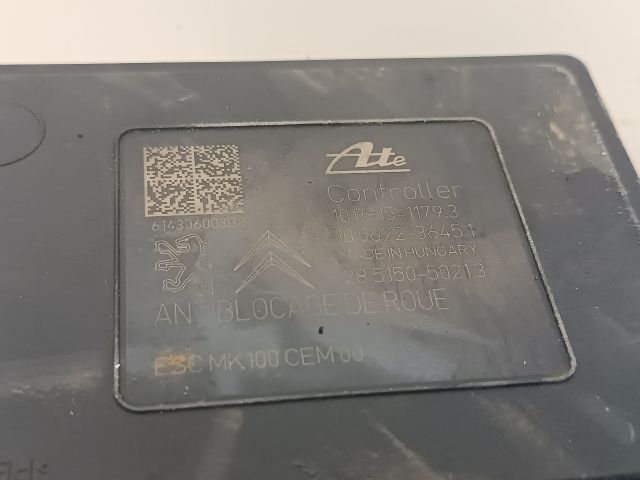 Ate
Controller
10.0915-1179.3
10.0622-3645.1
MADE IN HUNGARY
28.5150-5021.3
ANTIBLOCAGE DE ROUE
ESC MK100 CEM 00